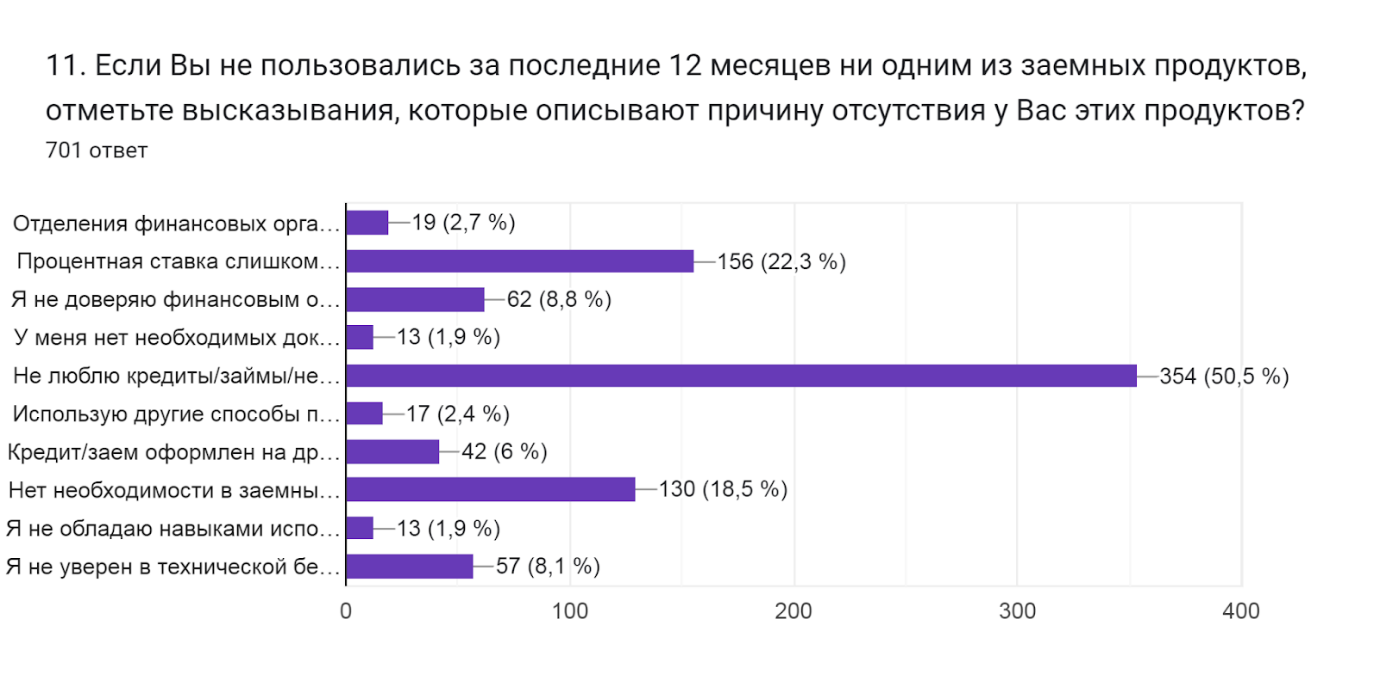 11. Если Вы не пользовались за последние 12 месяцев ни одним из заемных продуктов,
отметьте высказывания, которые описывают причину отсутствия у Вас этих продуктов?
701 ответ
Отделения финансовых орга… 19 (2,7 %)
Процентная ставка слишком… 156 (22,3 %)
Я не доверяю финансовым о… 62 (8,8 %)
У меня нет необходимых док… 13 (1,9 %)
Не люблю кредиты/займы/не… 354 (50,5 %)
Использую другие способы п… 17 (2,4 %)
Кредит/заем оформлен на др… 42 (6 %)
Нет необходимости в заемны… 130 (18,5 %)
Я не обладаю навыками испо… 13 (1,9 %)
Я не уверен в технической бе… 57 (8,1 %)
0 100 200 300 400